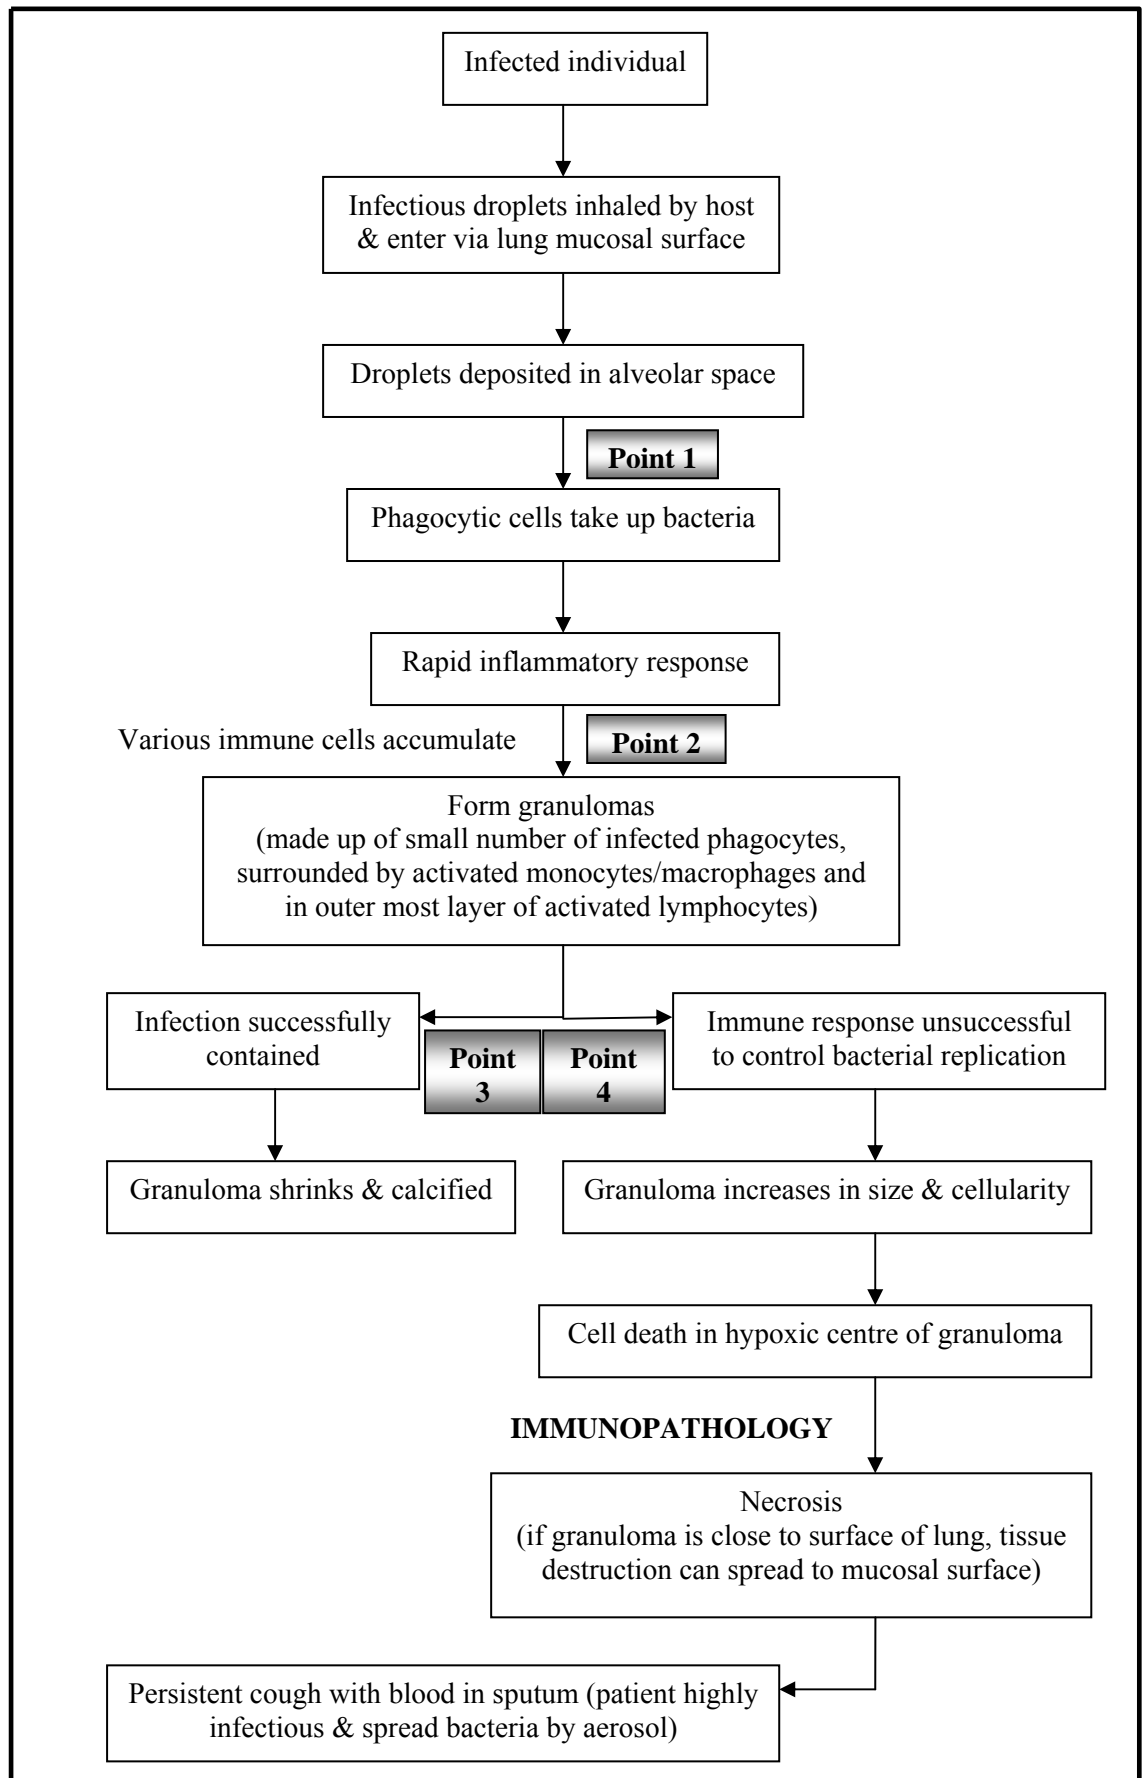 Infected individual
Infectious droplets inhaled by host
& enter via lung mucosal surface
Droplets deposited in alveolar space
Point 1
Phagocytic cells take up bacteria
Rapid inflammatory response
Various immune cells accumulate
Point 2
Form granulomas
(made up of small number of infected phagocytes,
surrounded by activated monocytes/macrophages and
in outer most layer of activated lymphocytes)
Infection successfully
contained
Point
3
Point
4
Immune response unsuccessful
to control bacterial replication
Granuloma shrinks & calcified
Granuloma increases in size & cellularity
Cell death in hypoxic centre of granuloma
IMMUNOPATHOLOGY
Necrosis
(if granuloma is close to surface of lung, tissue
destruction can spread to mucosal surface)
Persistent cough with blood in sputum (patient highly
infectious & spread bacteria by aerosol)